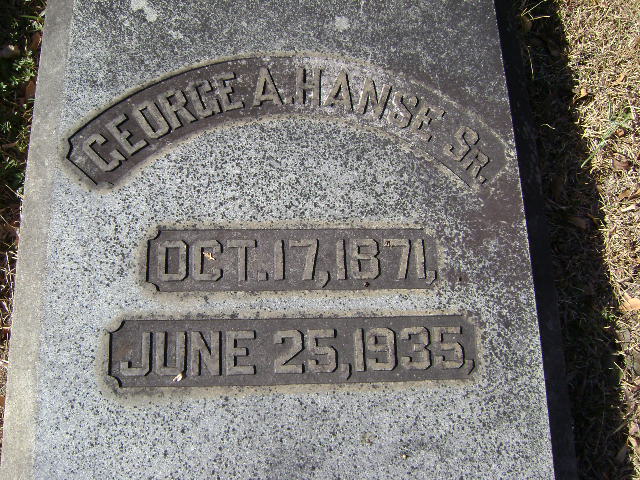 GEORGE A. HANSE SR.
OCT. 17, 1871,
JUNE 25, 1935,